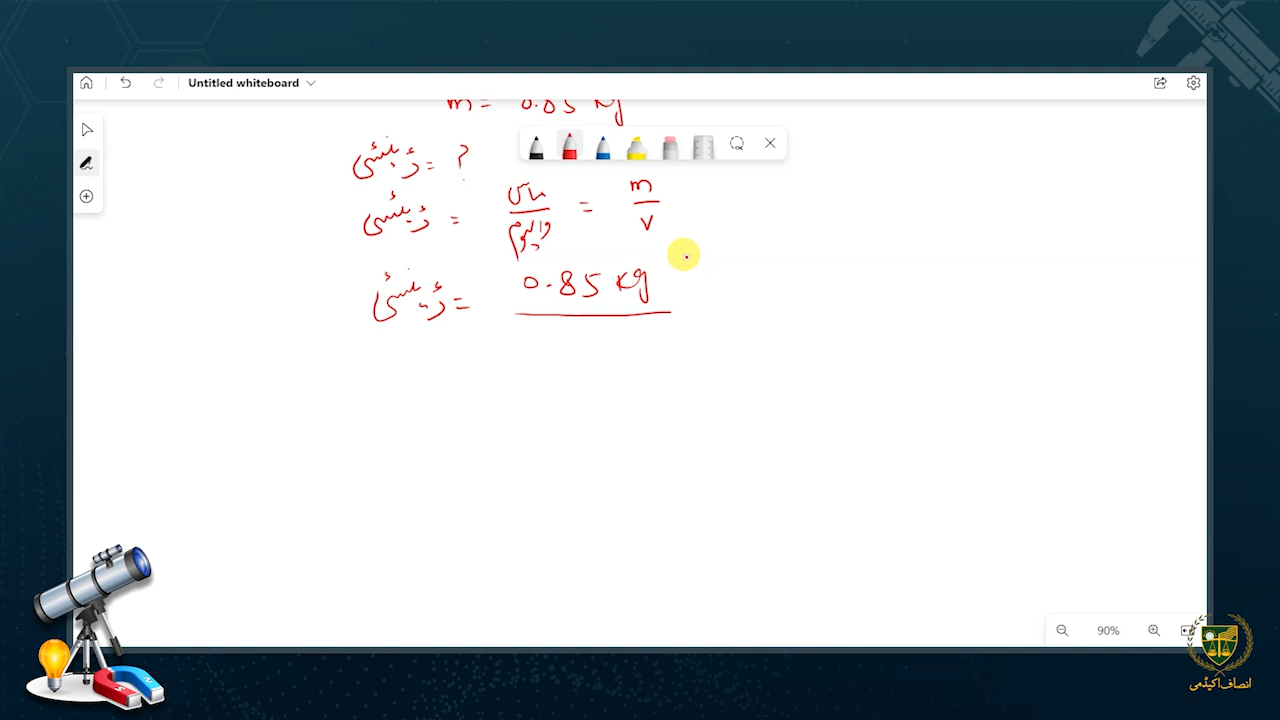 Untitled whiteboard
m = 0.85 Kg
ڈینسٹی = ?
ڈینسٹی = ماس / والیوم = m / v
ڈینسٹی = 0.85 Kg
90%
انصاف اکیڈمی